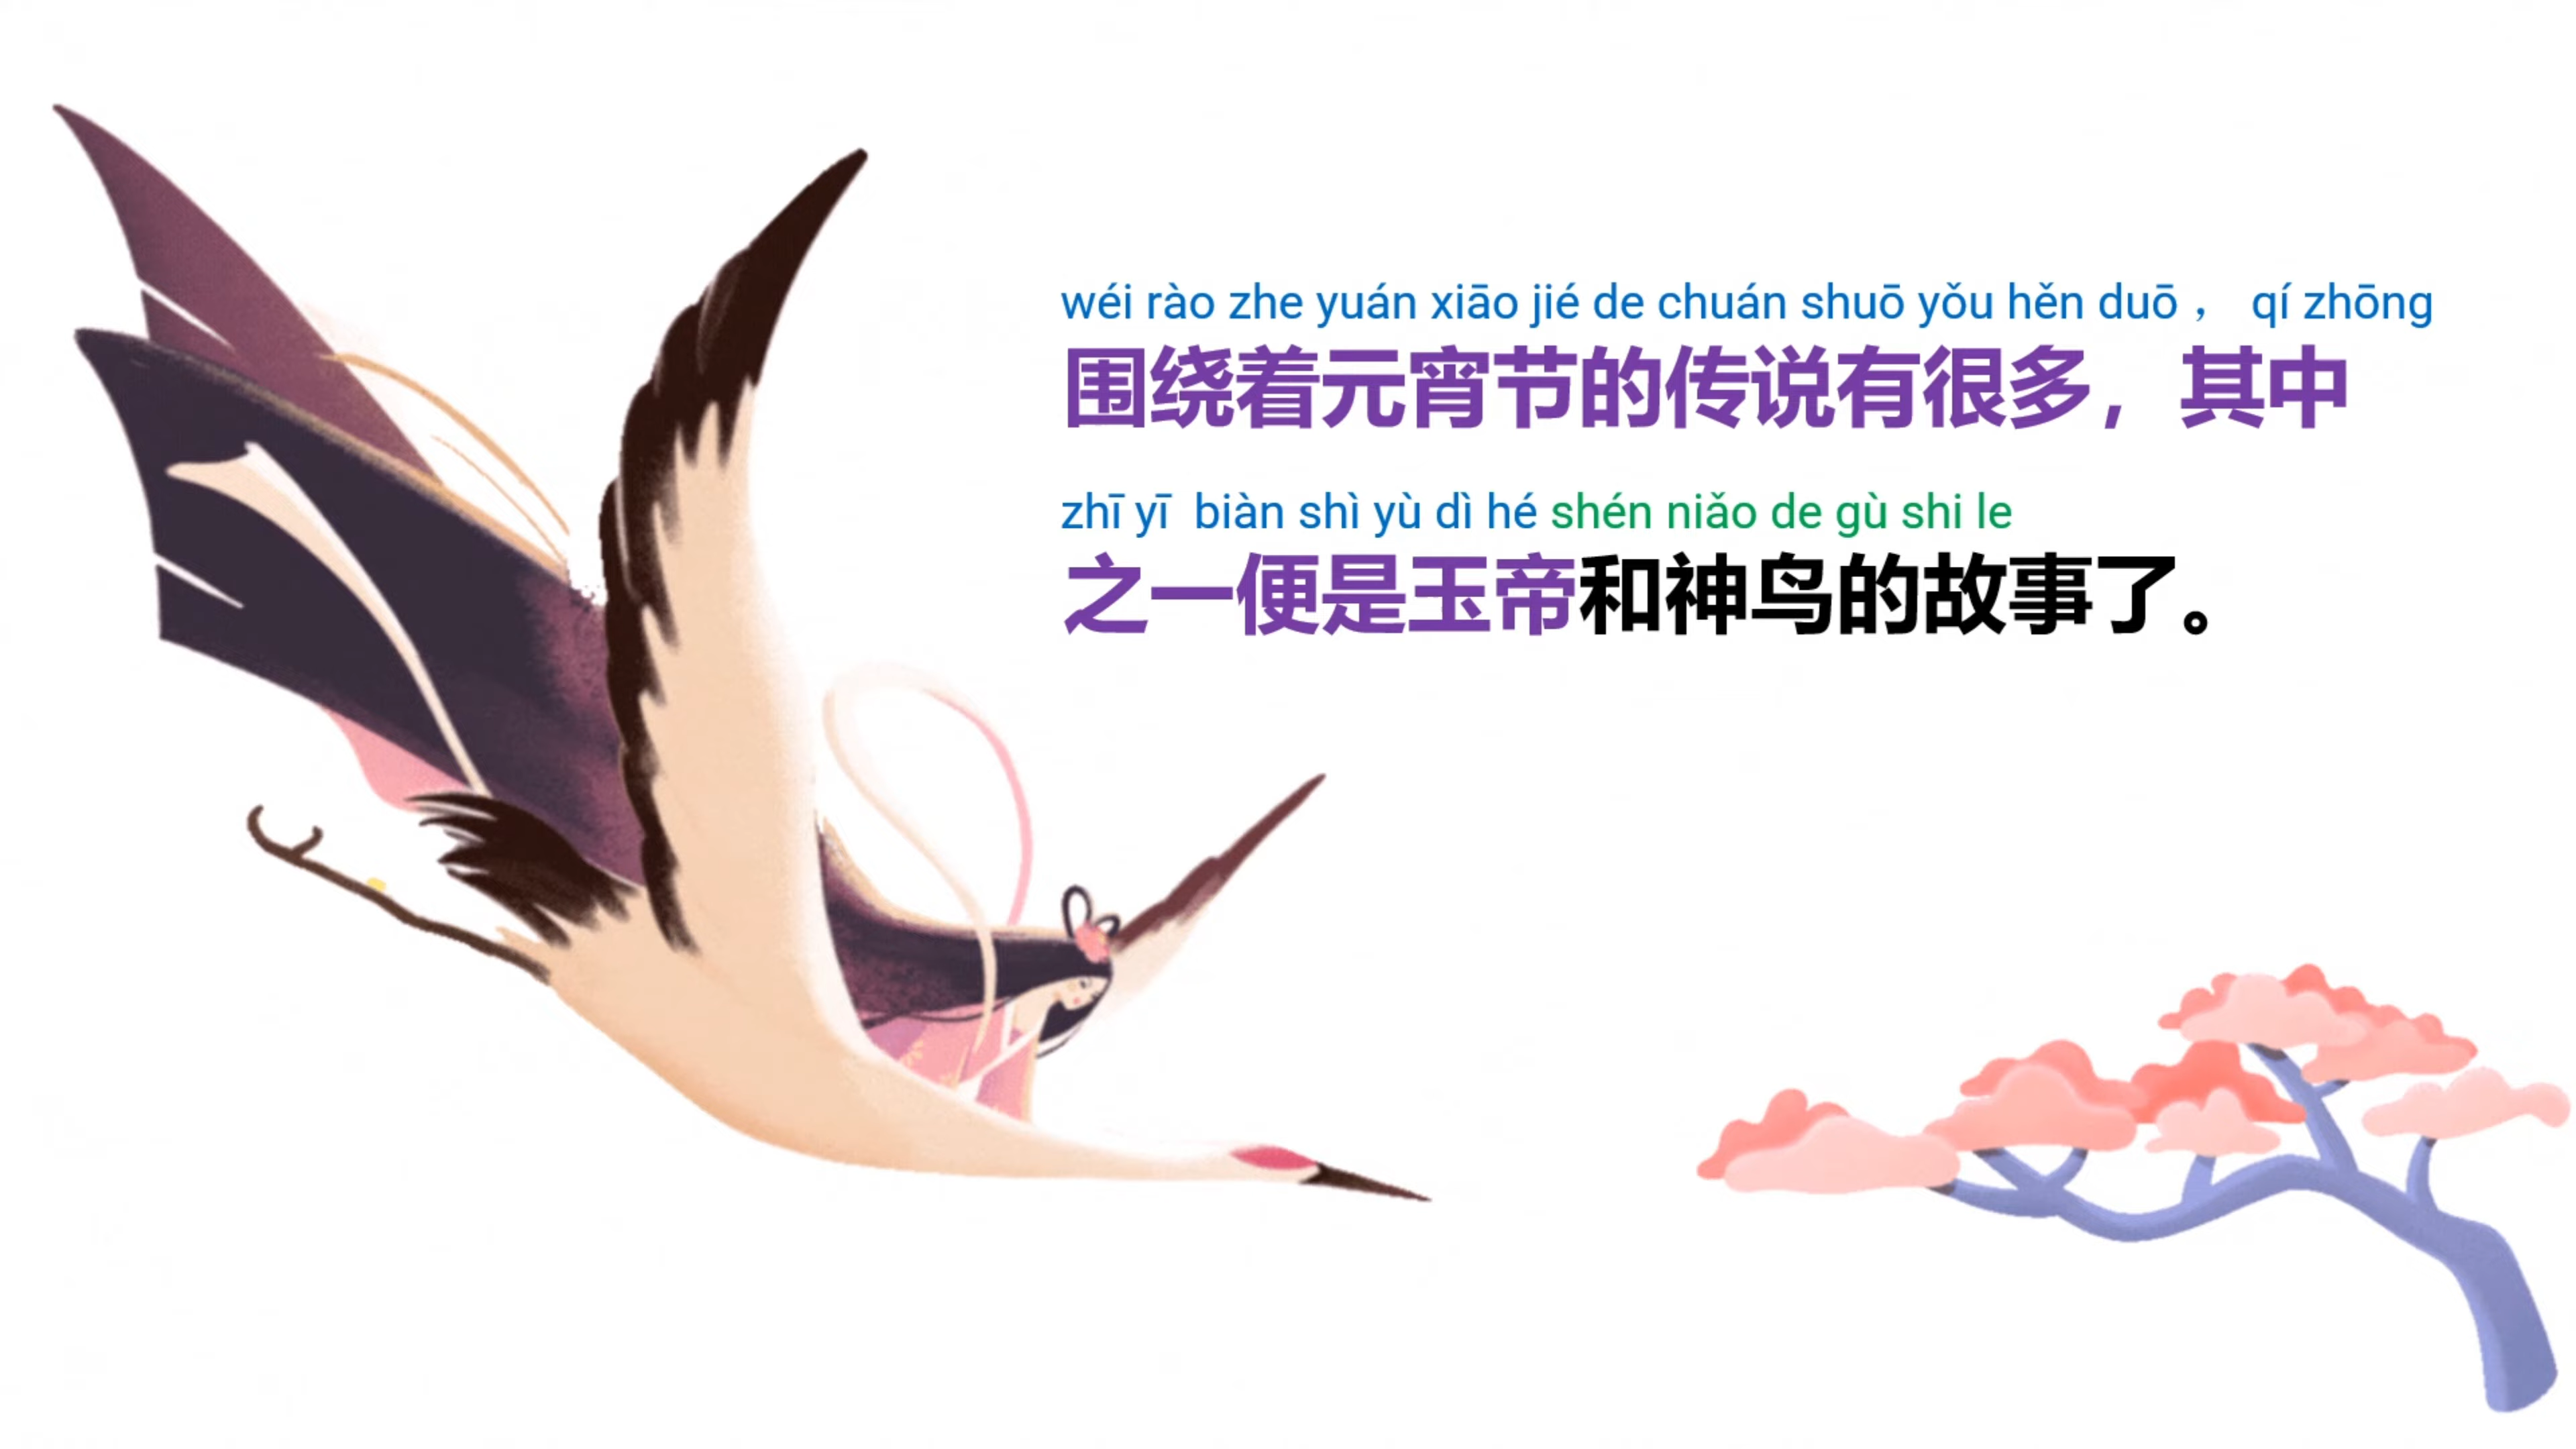 wéi rào zhe yuán xiāo jié de chuán shuō yǒu hěn duō ， qí zhōng
围绕着元宵节的传说有很多，其中
zhī yī biàn shì yù dì hé shén niǎo de gù shi le
之一便是玉帝和神鸟的故事了。